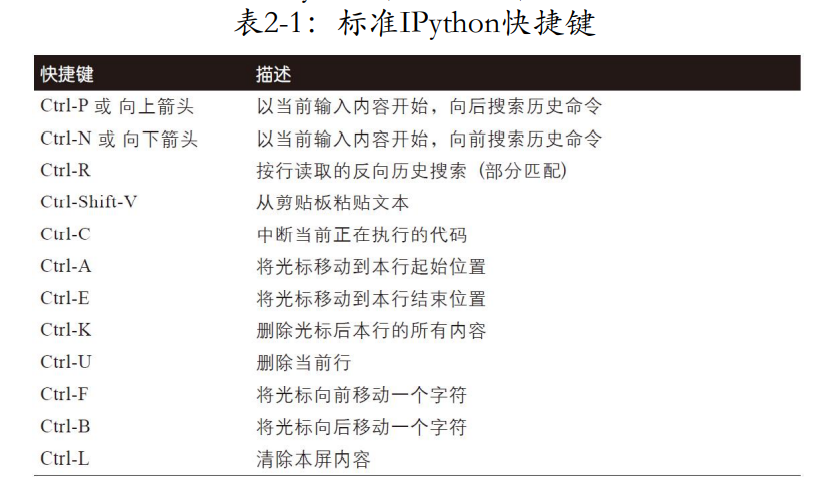 表2-1：标准IPython快捷键
快捷键 描述
Ctrl-P 或 向上箭头 以当前输入内容开始，向后搜索历史命令
Ctrl-N 或 向下箭头 以当前输入内容开始，向前搜索历史命令
Ctrl-R 按行读取的反向历史搜索（部分匹配）
Ctrl-Shift-V 从剪贴板粘贴文本
Ctrl-C 中断当前正在执行的代码
Ctrl-A 将光标移动到本行起始位置
Ctrl-E 将光标移动到本行结束位置
Ctrl-K 删除光标后本行的所有内容
Ctrl-U 删除当前行
Ctrl-F 将光标向前移动一个字符
Ctrl-B 将光标向后移动一个字符
Ctrl-L 清除本屏内容